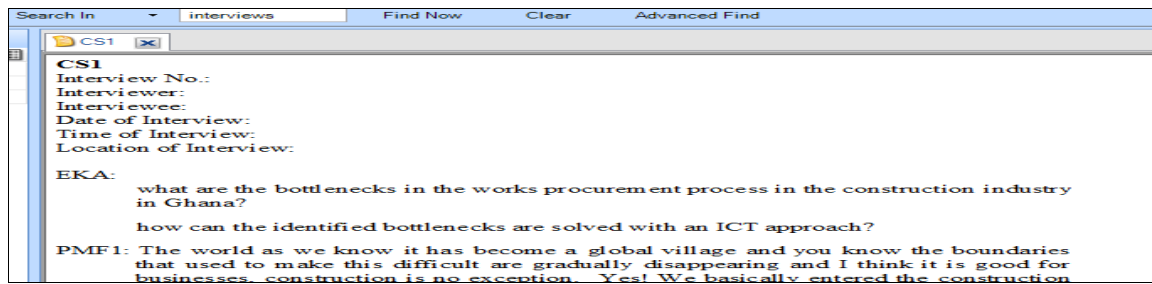 Search In interviews Find Now Clear Advanced Find
CS1
CS1
Interview No.:
Interviewer:
Interviewee:
Date of Interview:
Time of Interview:
Location of Interview:
EKA:
what are the bottlenecks in the works procurement process in the construction industry
in Ghana?
how can the identified bottlenecks are solved with an ICT approach?
PMF1: The world as we know it has become a global village and you know the boundaries
that used to make this difficult are gradually disappearing and I think it is good for
businesses, construction is no exception. Yes! We basically entered the construction